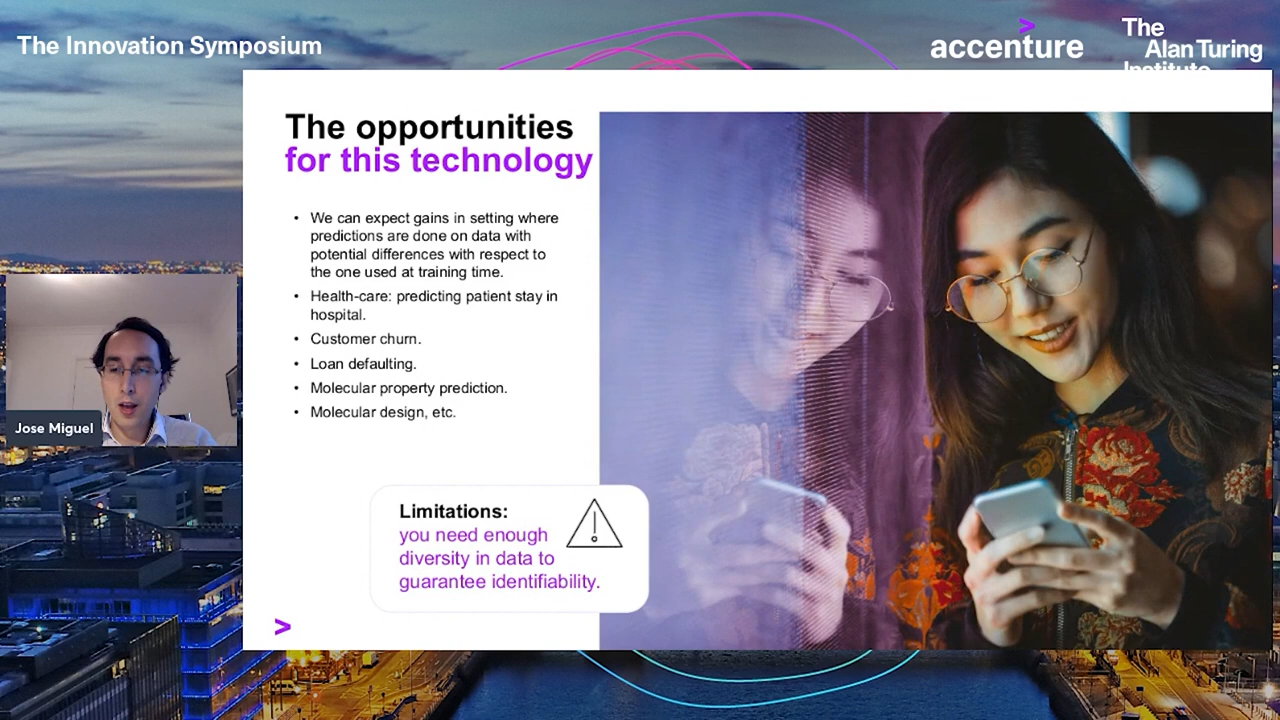 The Innovation Symposium
accenture
The
Alan Turing
Institute
The opportunities
for this technology
• We can expect gains in setting where
predictions are done on data with
potential differences with respect to
the one used at training time.
• Health-care: predicting patient stay in
hospital.
• Customer churn.
• Loan defaulting.
• Molecular property prediction.
• Molecular design, etc.
Jose Miguel
Limitations:
you need enough
diversity in data to
guarantee identifiability.